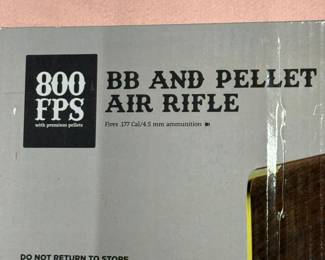 800
FPS
with premium pellets
BB AND PELLET
AIR RIFLE
Fires .177 Cal/4.5 mm ammunition
DO NOT RETURN TO STORE